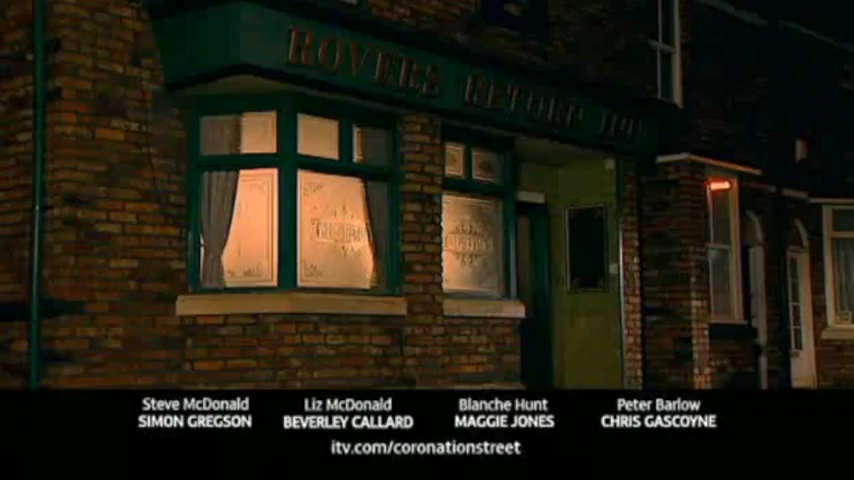 ROVERS RETURN INN
Steve McDonald Liz McDonald Blanche Hunt Peter Barlow
SIMON GREGSON BEVERLEY CALLARD MAGGIE JONES CHRIS GASCOYNE
itv.com/coronationstreet